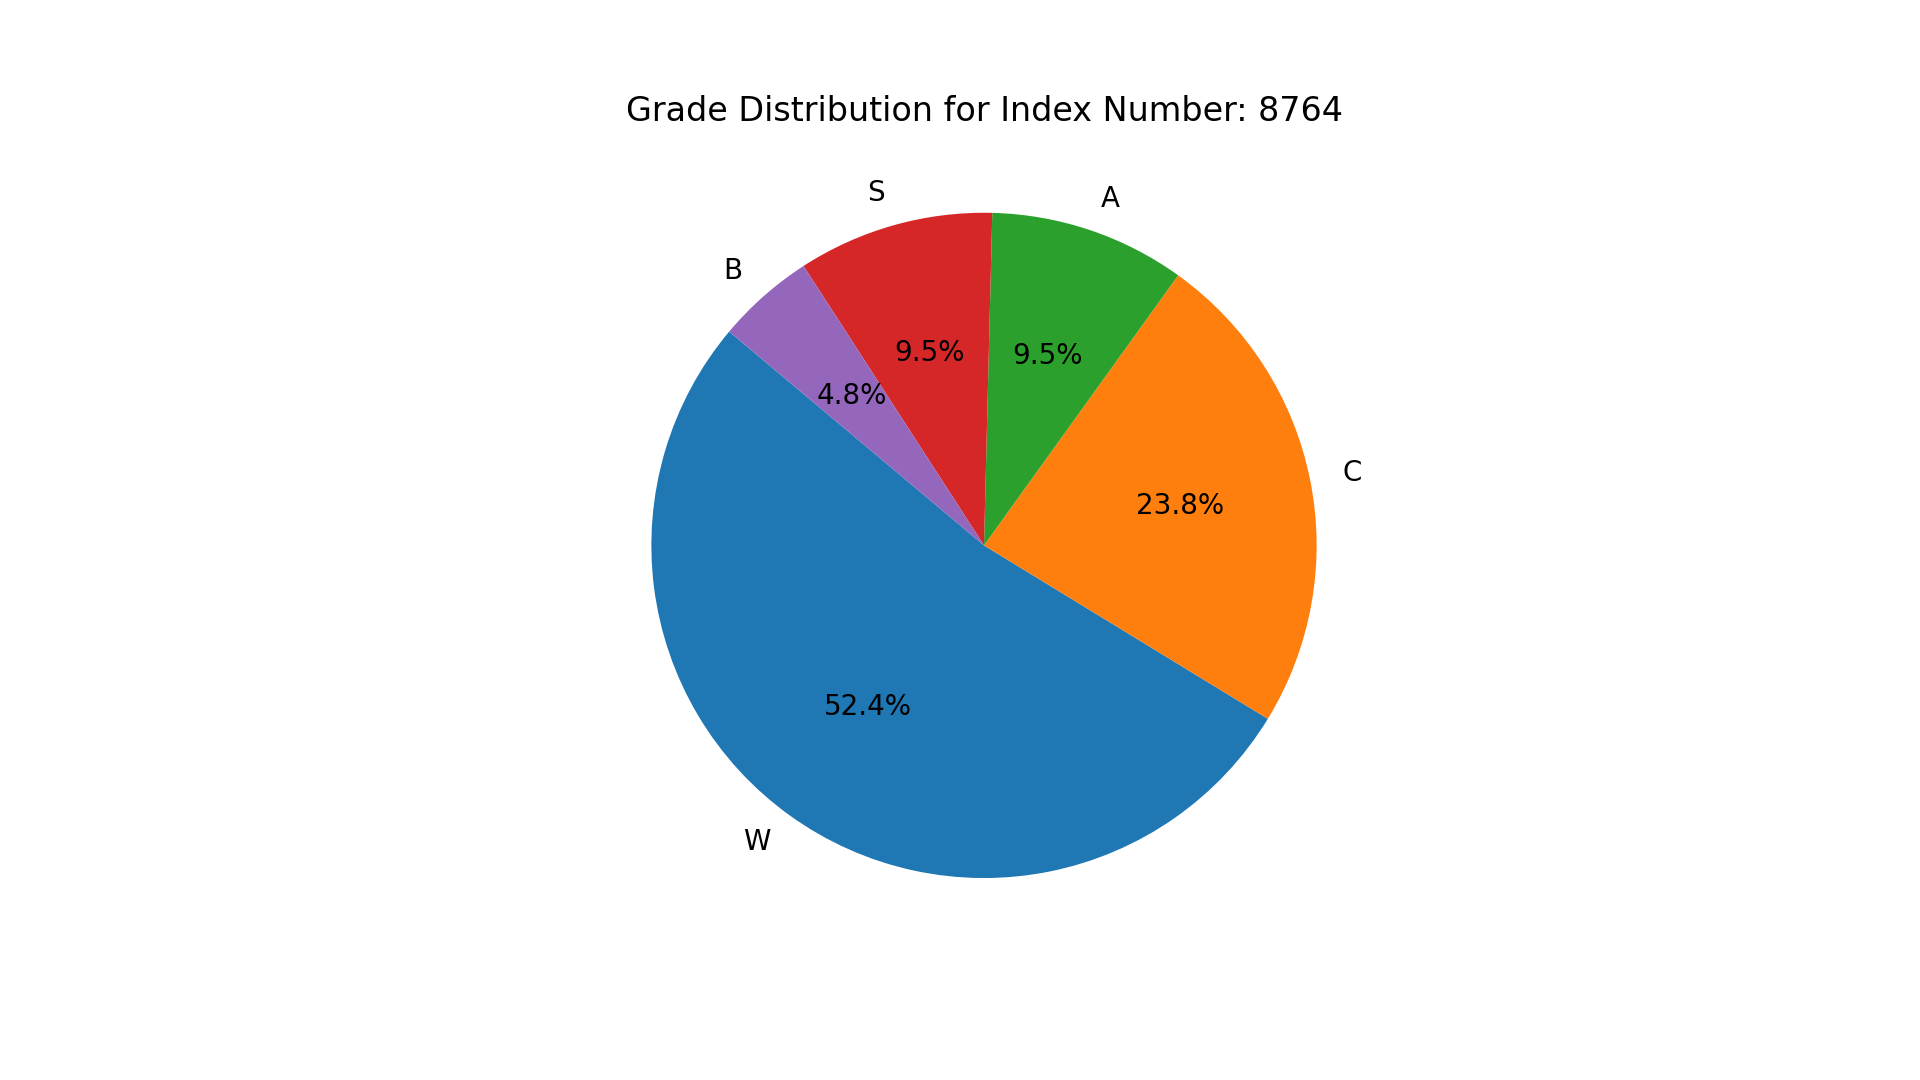 Grade Distribution for Index Number: 8764
S
A
B
9.5%
9.5%
4.8%
C
23.8%
52.4%
W